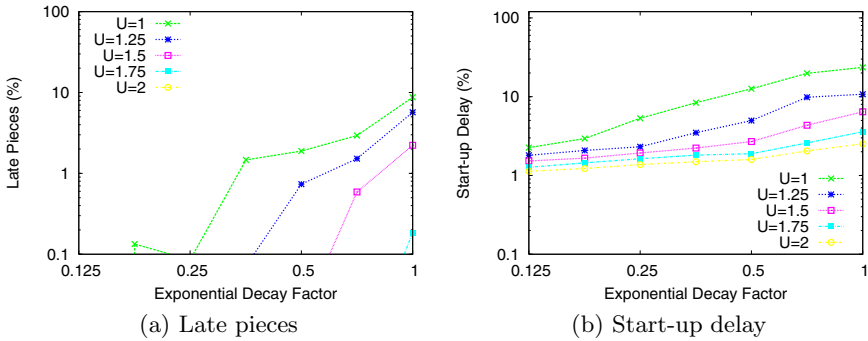 100
10
1
0.1
Late Pieces (%)
U=1
U=1.25
U=1.5
U=1.75
U=2
0.125
0.25
0.5
1
Exponential Decay Factor
(a) Late pieces
100
10
1
0.1
Start-up Delay (%)
U=1
U=1.25
U=1.5
U=1.75
U=2
0.125
0.25
0.5
1
Exponential Decay Factor
(b) Start-up delay